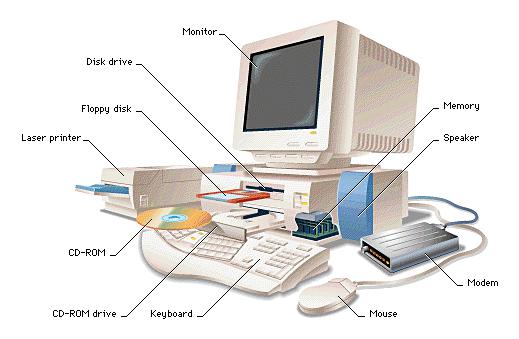 Monitor
Disk drive
Floppy disk
Memory
Laser printer
Speaker
CD-ROM
Modem
CD-ROM drive
Keyboard
Mouse